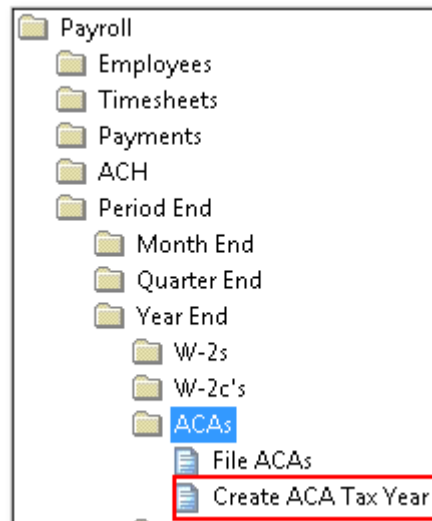 Payroll
Employees
Timesheets
Payments
ACH
Period End
Month End
Quarter End
Year End
W-2s
W-2c's
ACAs
File ACAs
Create ACA Tax Year